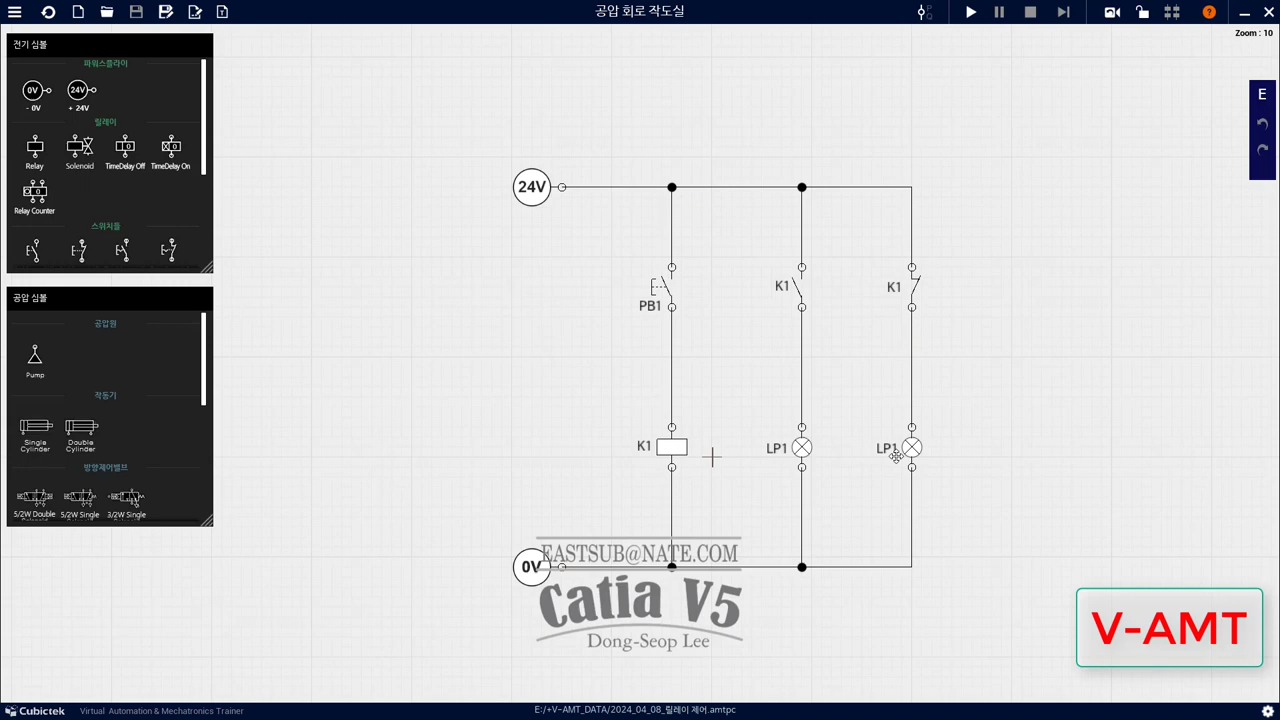 공압 회로 작도실
Zoom : 10
전기 심볼
파워스플라이
0V
24V
- 0V
+ 24V
릴레이
Relay
Solenoid
TimeDelay Off
TimeDelay On
Relay Counter
스위치들
공압 심볼
공압원
Pump
작동기
Single Cylinder
Double Cylinder
방향제어밸브
5/2W Double
5/2W Single
3/2W Single
E
24V
PB1
K1
K1
K1
LP1
LP1
0V
EASTSUB@NATE.COM
Catia V5
Dong-Seop Lee
V-AMT
Cubictek
Virtual Automation & Mechatronics Trainer
E:/+V-AMT_DATA/2024_04_08_릴레이 제어.amtpc